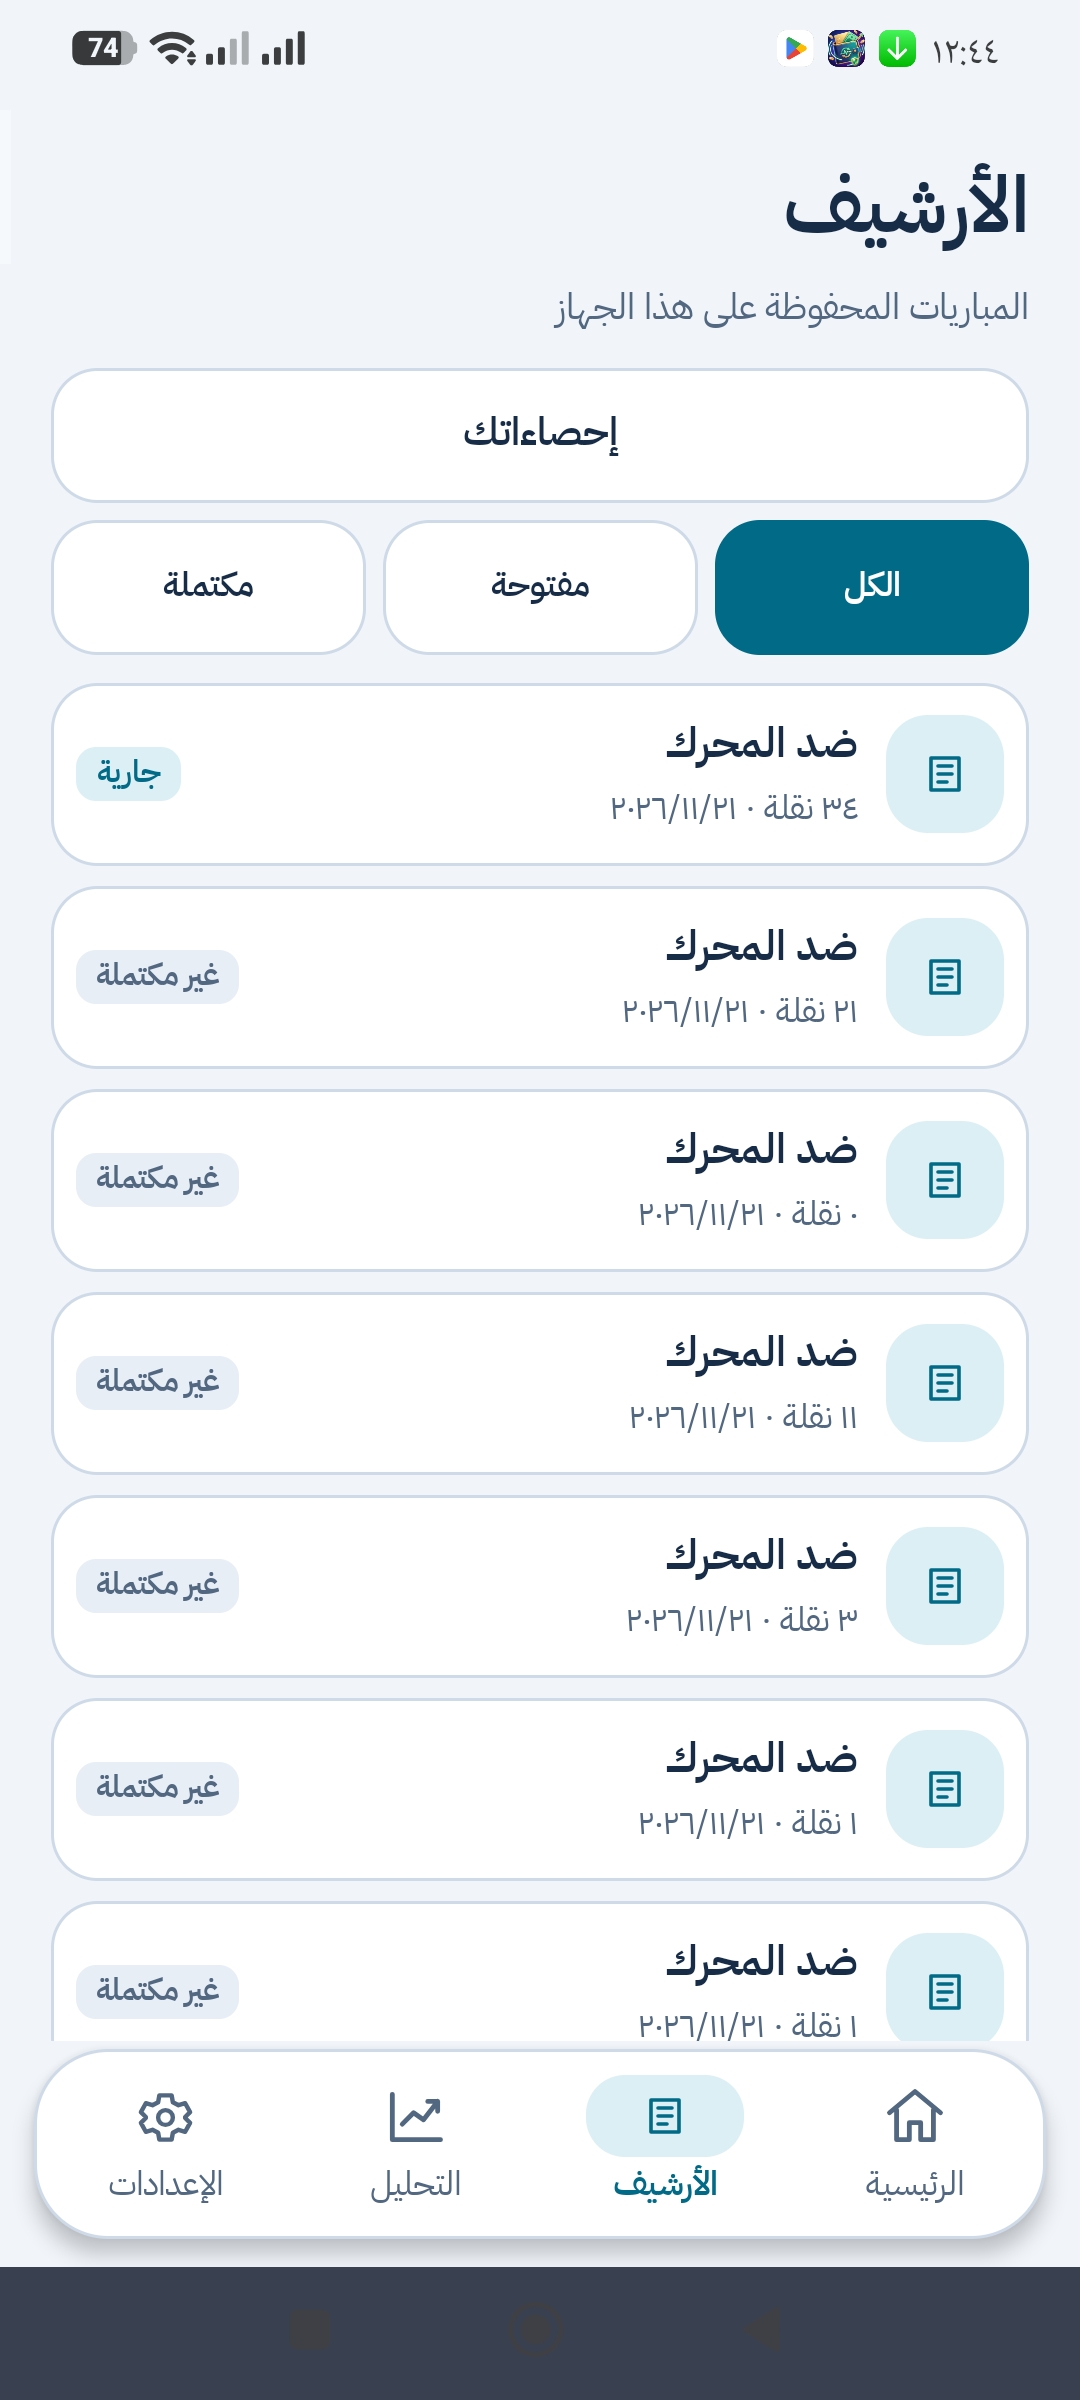 74
١٢:٤٤
الأرشيف
المباريات المحفوظة على هذا الجهاز
إحصاءاتك
الكل
مفتوحة
مكتملة
ضد المحرك
٣٤ نقلة · ٢٠٢٦/١١/٢١
جارية
ضد المحرك
٢١ نقلة · ٢٠٢٦/١١/٢١
غير مكتملة
ضد المحرك
٠ نقلة · ٢٠٢٦/١١/٢١
غير مكتملة
ضد المحرك
١١ نقلة · ٢٠٢٦/١١/٢١
غير مكتملة
ضد المحرك
٣ نقلة · ٢٠٢٦/١١/٢١
غير مكتملة
ضد المحرك
١ نقلة · ٢٠٢٦/١١/٢١
غير مكتملة
ضد المحرك
١ نقلة · ٢٠٢٦/١١/٢١
غير مكتملة
الرئيسية
الأرشيف
التحليل
الإعدادات